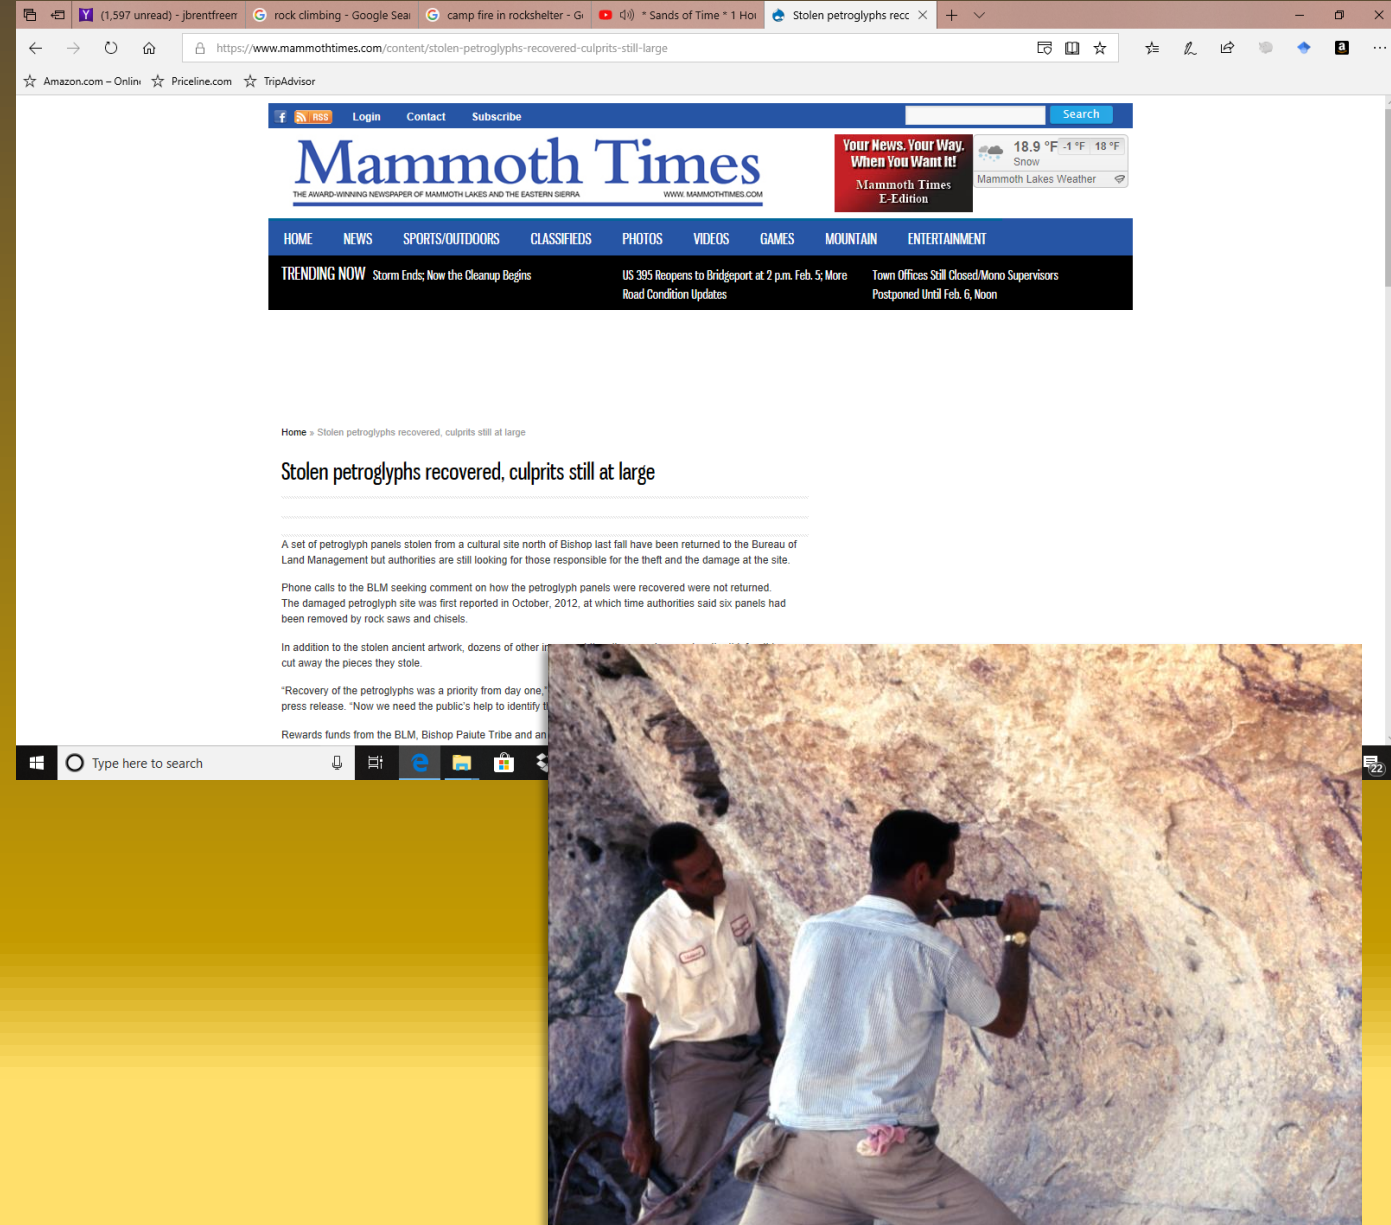 (1,597 unread) - jbrentfreem
rock climbing - Google Sea
camp fire in rockshelter - G
* Sands of Time * 1 Ho
Stolen petroglyphs reco
https://www.mammothtimes.com/content/stolen-petroglyphs-recovered-culprits-still-large
Amazon.com – Onlin
Priceline.com
TripAdvisor
RSS
Login
Contact
Subscribe
Search
Mammoth Times
THE AWARD-WINNING NEWSPAPER OF MAMMOTH LAKES AND THE EASTERN SIERRA
WWW. MAMMOTHTIMES.COM
Your News. Your Way.
When You Want It!
Mammoth Times
E-Edition
18.9 °F
-1 °F
18 °F
Snow
Mammoth Lakes Weather
HOME
NEWS
SPORTS/OUTDOORS
CLASSIFIEDS
PHOTOS
VIDEOS
GAMES
MOUNTAIN
ENTERTAINMENT
TRENDING NOW
Storm Ends; Now the Cleanup Begins
US 395 Reopens to Bridgeport at 2 p.m. Feb. 5; More
Road Condition Updates
Town Offices Still Closed/Mono Supervisors
Postponed Until Feb. 6, Noon
Home » Stolen petroglyphs recovered, culprits still at large
Stolen petroglyphs recovered, culprits still at large
A set of petroglyph panels stolen from a cultural site north of Bishop last fall have been returned to the Bureau of
Land Management but authorities are still looking for those responsible for the theft and the damage at the site.
Phone calls to the BLM seeking comment on how the petroglyph panels were recovered were not returned.
The damaged petroglyph site was first reported in October, 2012, at which time authorities said six panels had
been removed by rock saws and chisels.
In addition to the stolen ancient artwork, dozens of other
cut away the pieces they stole.
“Recovery of the petroglyphs was a priority from day one,”
press release. “Now we need the public’s help to identify
Rewards funds from the BLM, Bishop Paiute Tribe and an
Type here to search
22